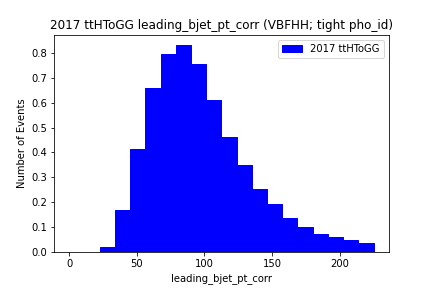 2017 ttHToGG leading_bjet_pt_corr (VBFHH; tight pho_id)
2017 ttHToGG
Number of Events
0.8
0.7
0.6
0.5
0.4
0.3
0.2
0.1
0.0
0 50 100 150 200
leading_bjet_pt_corr